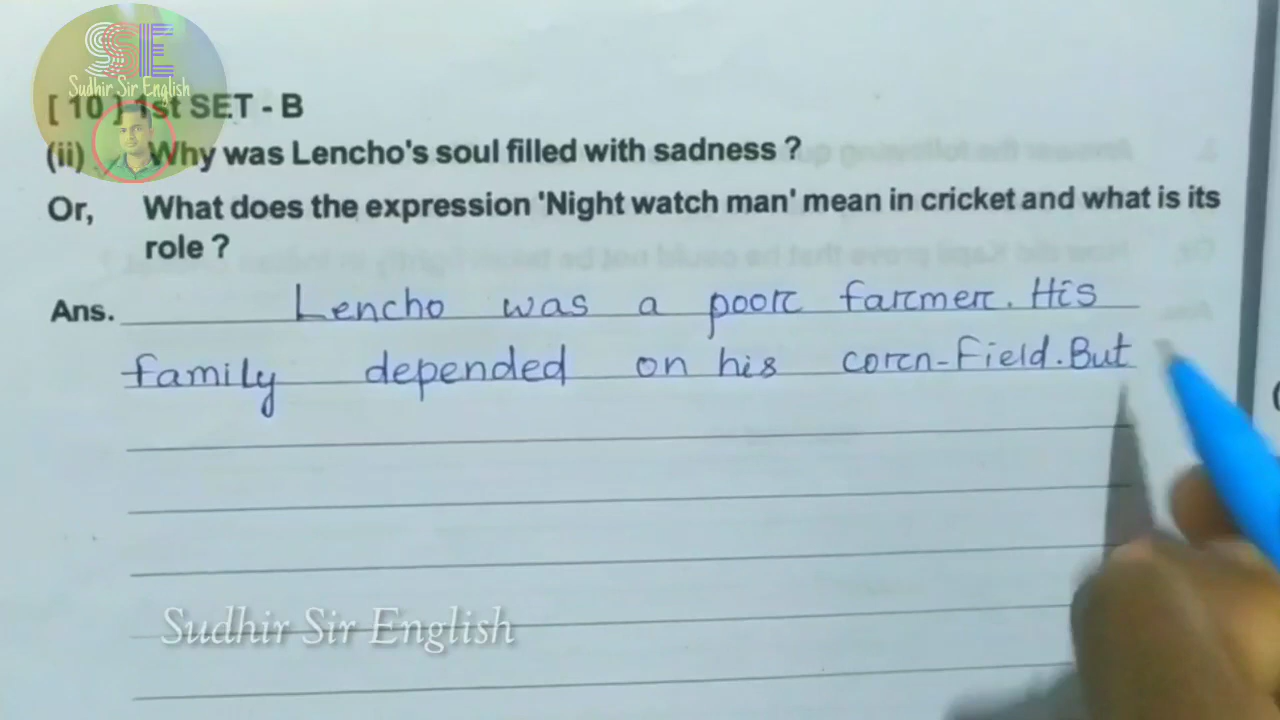 SE
Sudhir Sir English
[ 10 ] 1st SET - B
(ii) Why was Lencho's soul filled with sadness ?
Or, What does the expression 'Night watch man' mean in cricket and what is its
role ?
Ans. Lencho was a poor farmer. His
family depended on his corn-field. But
Sudhir Sir English